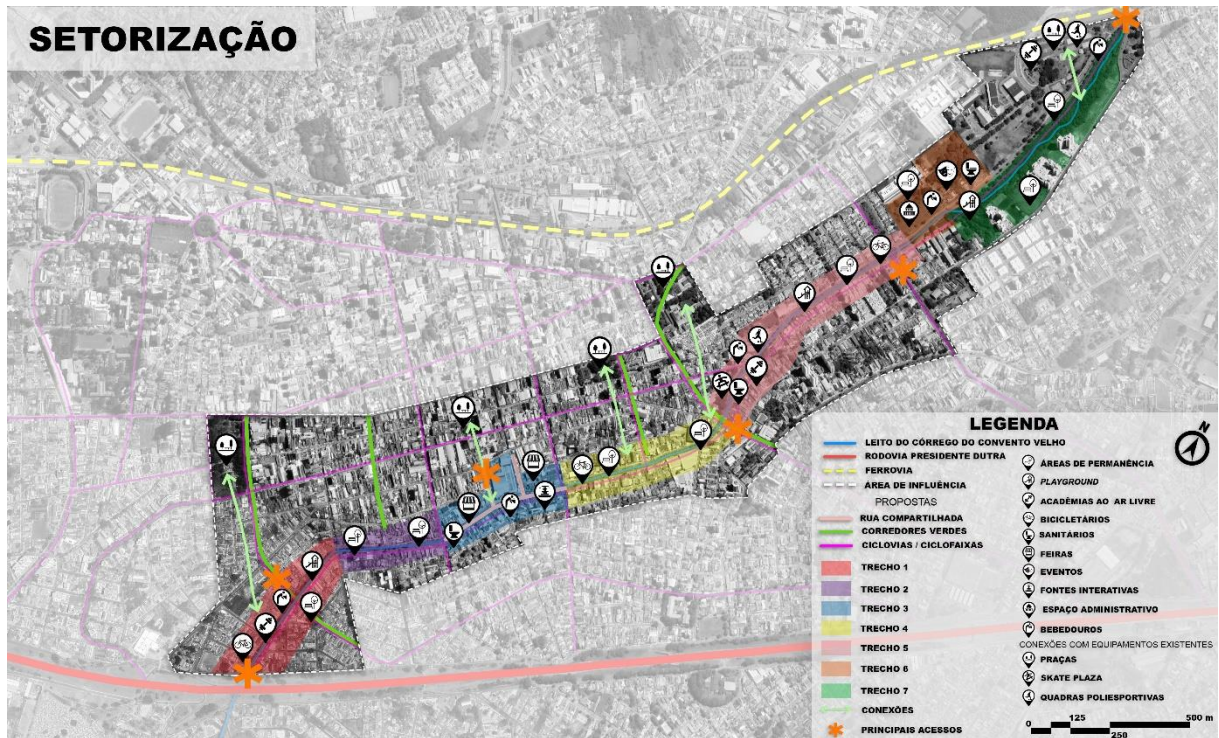 SETORIZAÇÃO
LEGENDA
LEITO DO CÓRREGO DO CONVENTO VELHO
RODOVIA PRESIDENTE DUTRA
FERROVIA
ÁREA DE INFLUÊNCIA
PROPOSTAS
RUA COMPARTILHADA
CORREDORES VERDES
CICLOVIAS / CICLOFAIXAS
TRECHO 1
TRECHO 2
TRECHO 3
TRECHO 4
TRECHO 5
TRECHO 6
TRECHO 7
CONEXÕES
PRINCIPAIS ACESSOS
N
ÁREAS DE PERMANÊNCIA
PLAYGROUND
ACADÊMIAS AO AR LIVRE
BICICLETÁRIOS
SANITÁRIOS
FEIRAS
EVENTOS
FONTES INTERATIVAS
ESPAÇO ADMINISTRATIVO
BEBEDOUROS
CONEXÕES COM EQUIPAMENTOS EXISTENTES
PRAÇAS
SKATE PLAZA
QUADRAS POLIESPORTIVAS
0 125 500 m
250